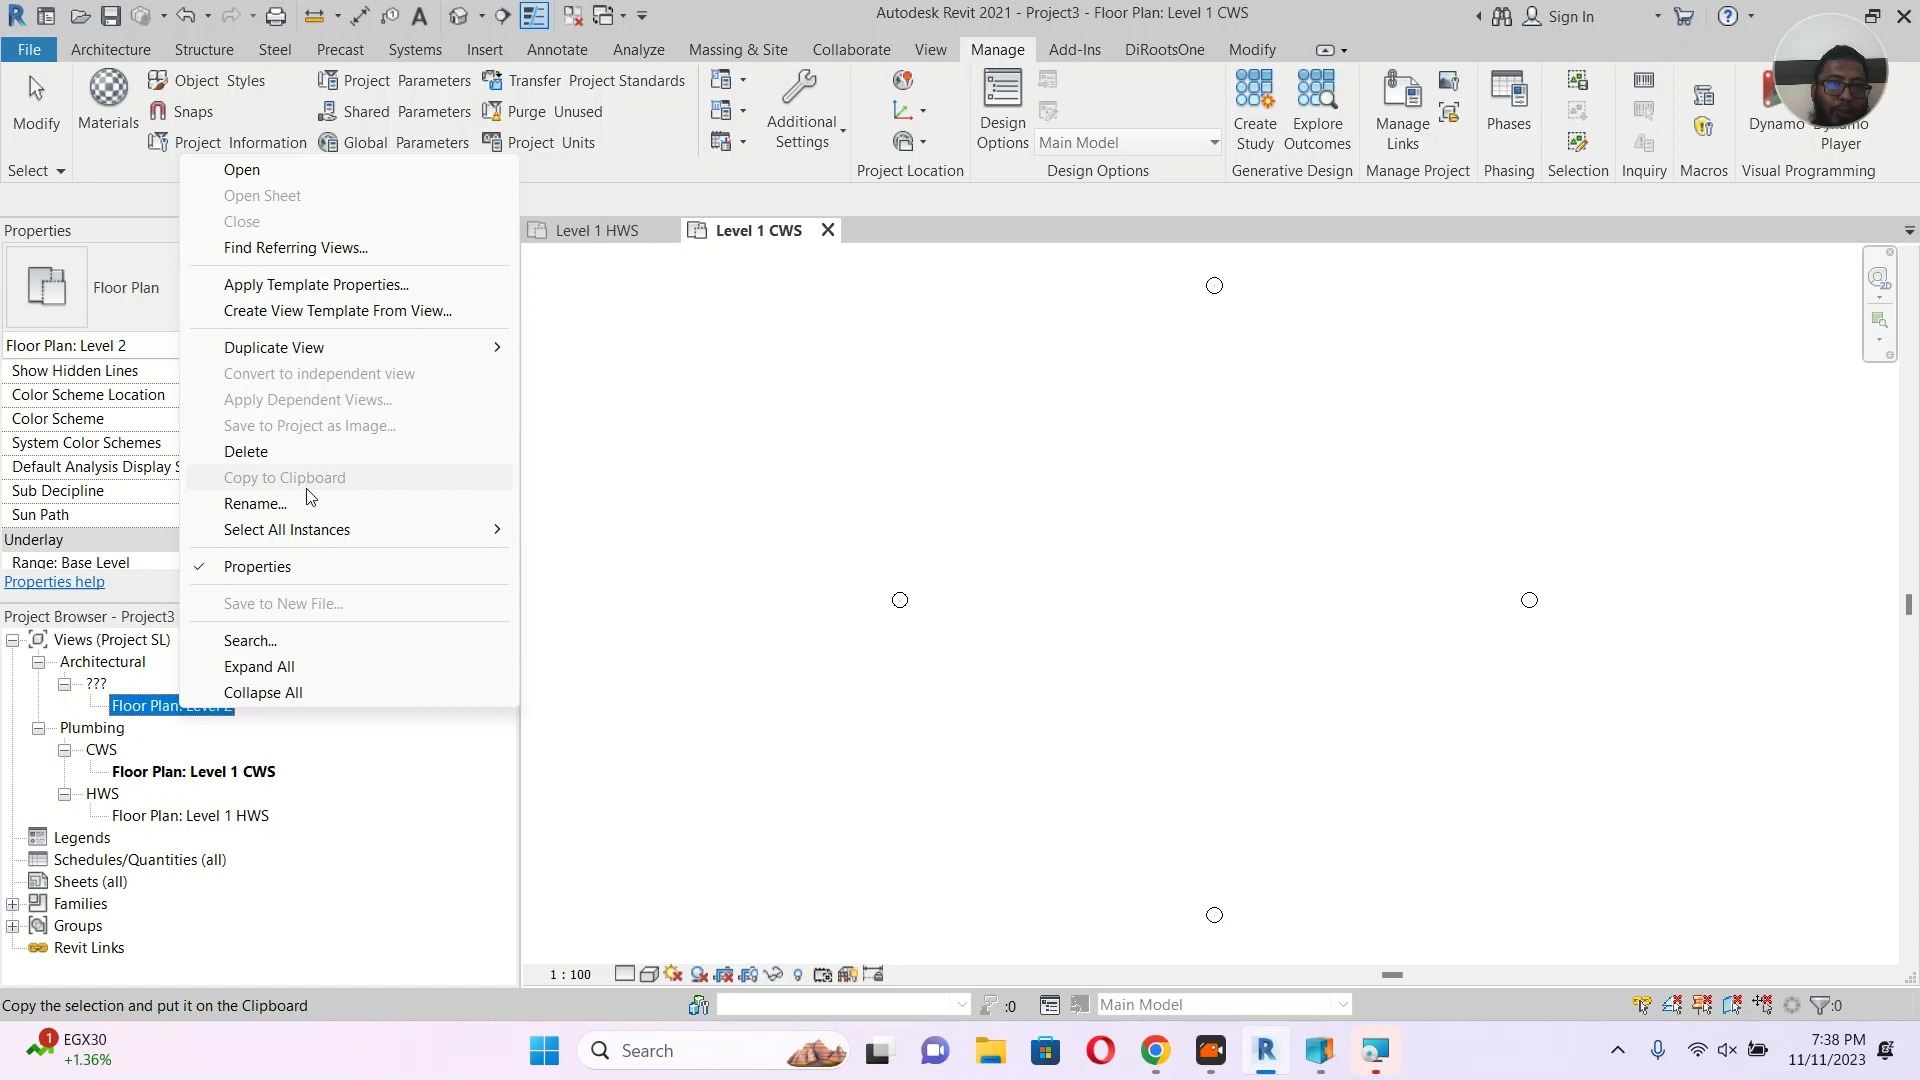 Autodesk Revit 2021 - Project3 - Floor Plan: Level 1 CWS
Sign In
File
Architecture
Structure
Steel
Precast
Systems
Insert
Annotate
Analyze
Massing & Site
Collaborate
View
Manage
Add-Ins
DiRootsOne
Modify
Modify
Materials
Object Styles
Snaps
Project Information
Project Parameters
Shared Parameters
Global Parameters
Transfer Project Standards
Purge Unused
Project Units
Additional
Settings
Design
Options
Main Model
Create
Study
Explore
Outcomes
Manage
Links
Phases
Dynamo
Player
Select
Project Location
Design Options
Generative Design
Manage Project
Phasing
Selection
Inquiry
Macros
Visual Programming
Open
Open Sheet
Close
Find Referring Views...
Apply Template Properties...
Create View Template From View...
Duplicate View
Convert to independent view
Apply Dependent Views...
Save to Project as Image...
Delete
Copy to Clipboard
Rename...
Select All Instances
Properties
Save to New File...
Search...
Expand All
Collapse All
Properties
Floor Plan
Floor Plan: Level 2
Show Hidden Lines
Color Scheme Location
Color Scheme
System Color Schemes
Default Analysis Display S
Sub Decipline
Sun Path
Underlay
Range: Base Level
Properties help
Level 1 HWS
Level 1 CWS
2D
Project Browser - Project3
Views (Project SL)
Architectural
???
Floor Plan: Level 2
Plumbing
CWS
Floor Plan: Level 1 CWS
HWS
Floor Plan: Level 1 HWS
Legends
Schedules/Quantities (all)
Sheets (all)
Families
Groups
Revit Links
1 : 100
Copy the selection and put it on the Clipboard
:0
Main Model
:0
1
EGX30
+1.36%
Search
7:38 PM
11/11/2023